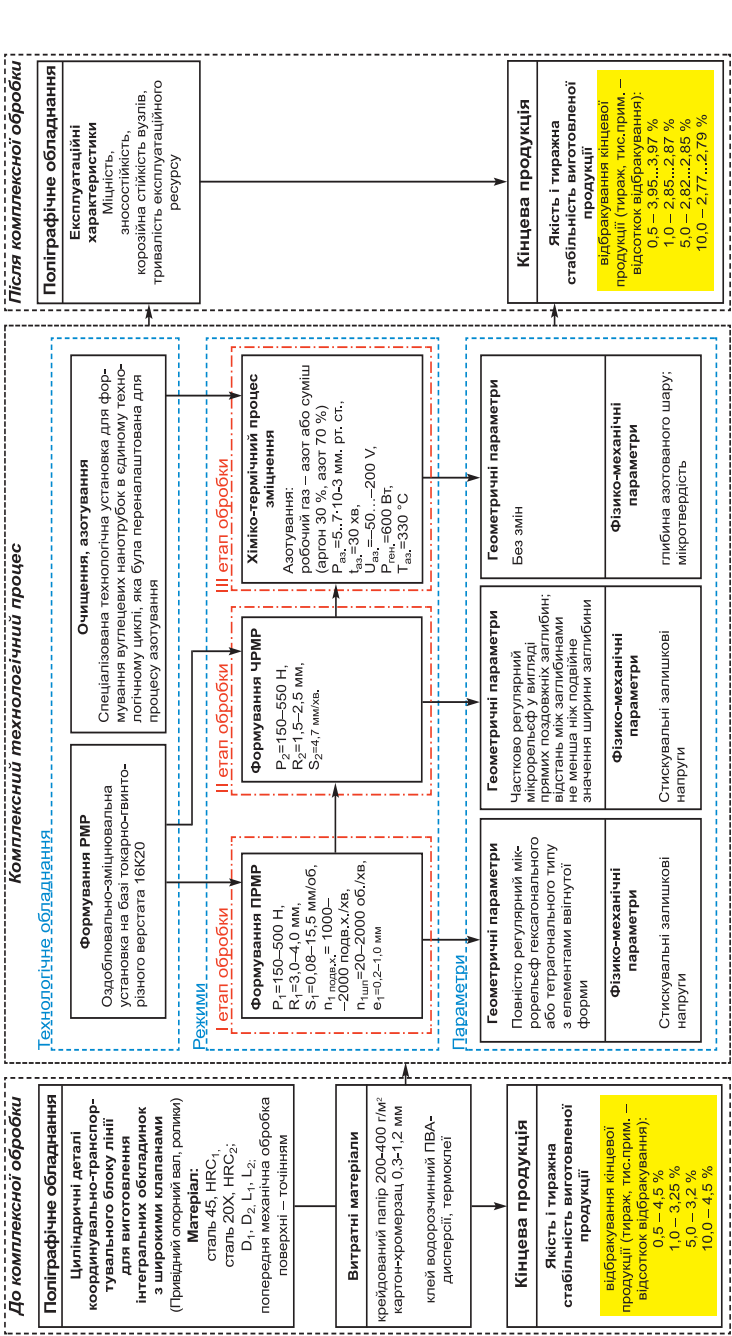 До комплексної обробки
Поліграфічне обладнання
Циліндричні деталі
координувально-транспор-
тувального блоку лінії
для виготовлення
інтегральних обкладинок
з широкими клапанами
(Привідний опорний вал, ролики)
Матеріал:
сталь 45, HRC₁,
сталь 20Х, HRC₂;
D₁, D₂, L₁, L₂;
попередня механічна обробка
поверхні – точінням
Витратні матеріали
крейдований папір 200-400 г/м²
картон-хромерзац 0,3-1,2 мм
клей водорозчинний ПВА-
дисперсії, термоклеї
Кінцева продукція
Якість і тиражна
стабільність виготовленої
продукції
відбракування кінцевої
продукції (тираж, тис.прим. –
відсоткок відбракування):
0,5 – 4,5 %
1,0 – 3,25 %
5,0 – 3,2 %
10,0 – 4,5 %
Комплексний технологічний процес
Технологічне обладнання
Формування РМР
Оздоблювально-зміцнювальна
установка на базі токарно-гвинто-
різного верстата 16К20
Очищення, азотування
Спеціалізована технологічна установка для фор-
мування вуглецевих нанотрубок в єдиному техно-
логічному циклі, яка була переналаштована для
процесу азотування
Режими
І етап обробки
Формування ПРМР
P₁=150–500 Н,
R₁=3,0–4,0 мм,
S₁=0,08–15,5 мм/об,
n₁ подв.х. = 1000–
–2000 подв.х./хв,
n₁шп=20–2000 об./хв,
e₁=0,2–1,0 мм
ІІ етап обробки
Формування ЧРМР
P₂=150–550 Н,
R₂=1,5–2,5 мм,
S₂=4,7 мм/хв.
ІІІ етап обробки
Хіміко-термічний процес
зміцнення
Азотування:
робочий газ – азот або суміш
(аргон 30 %, азот 70 %)
Pаз.=5..7·10-3 мм. рт. ст.,
tаз.=30 хв,
Uаз.=–50…–200 V,
Pген.=600 Вт,
Tаз.=330 °C
Параметри
Геометричні параметри
Повністю регулярний мік-
рорельєф гексагонального
або тетрагонального типу
з елементами ввігнутої
форми
Фізико-механічні
параметри
Стискувальні залишкові
напруги
Геометричні параметри
Частково регулярний
мікрорельєф у вигляді
прямих поздовжніх заглибин;
відстань між заглибинами
не менша ніж подвійне
значення ширини заглибини
Фізико-механічні
параметри
Стискувальні залишкові
напруги
Геометричні параметри
Без змін
Фізико-механічні
параметри
глибина азотованого шару;
мікротвердість
Після комплексної обробки
Поліграфічне обладнання
Експлуатаційні
характеристики
Міцність,
зносостійкість,
корозійна стійкість вузлів,
тривалість експлуатаційного
ресурсу
Кінцева продукція
Якість і тиражна
стабільність виготовленої
продукції
відбракування кінцевої
продукції (тираж, тис.прим. –
відсоткок відбракування):
0,5 – 3,95...3,97 %
1,0 – 2,85...2,87 %
5,0 – 2,82...2,85 %
10,0 – 2,77...2,79 %